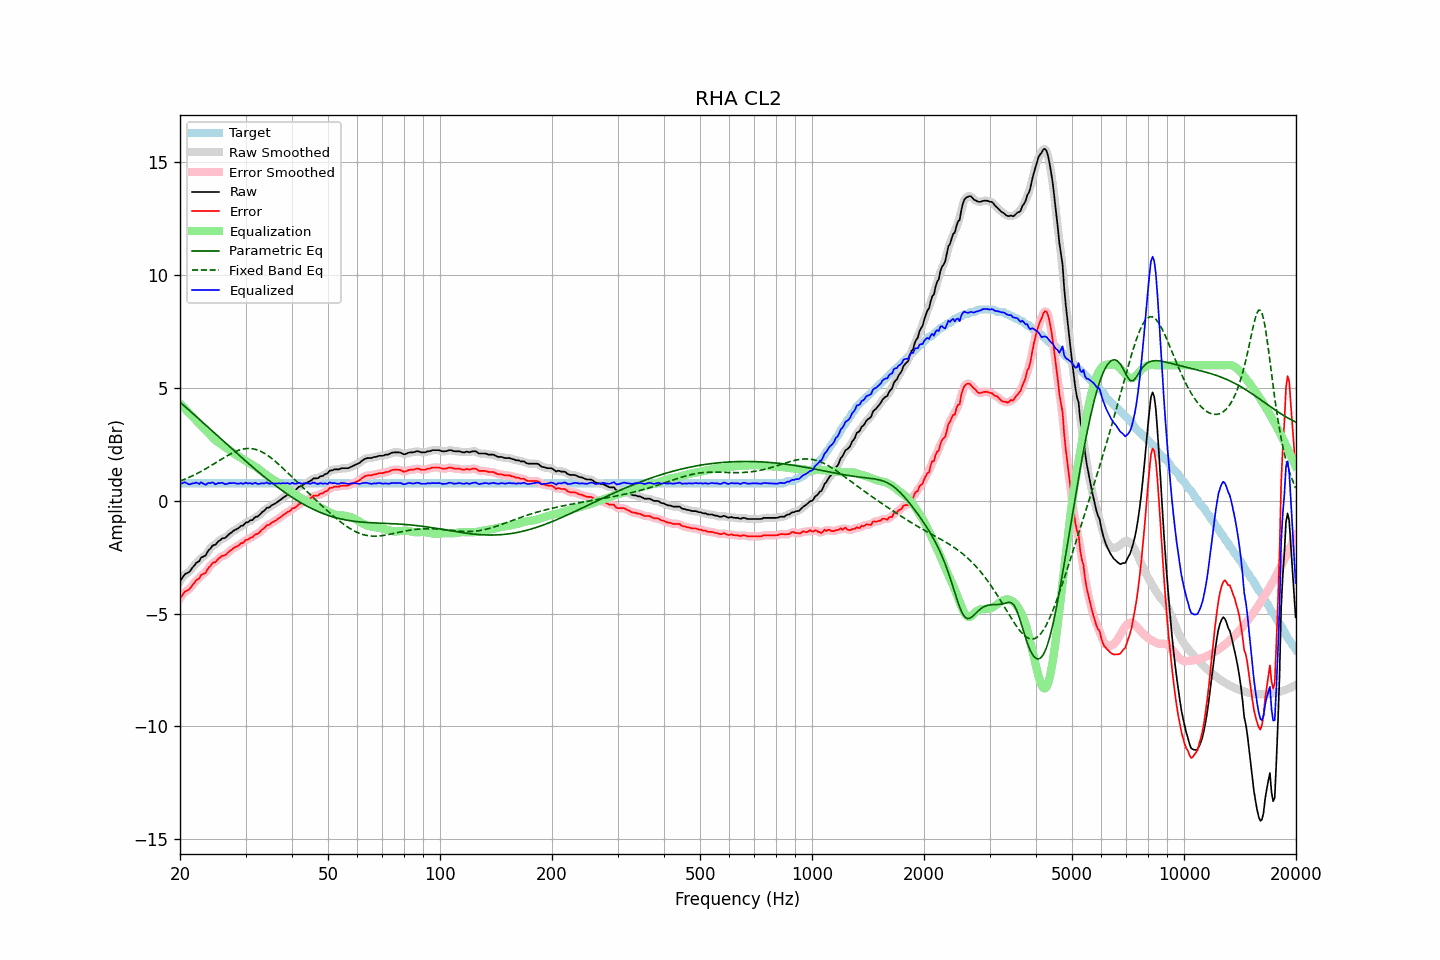 RHA CL2
Target
Raw Smoothed
Error Smoothed
Raw
Error
Equalization
Parametric Eq
Fixed Band Eq
Equalized
Amplitude (dBr)
15
10
5
0
−5
−10
−15
20 50 100 200 500 1000 2000 5000 10000 20000
Frequency (Hz)